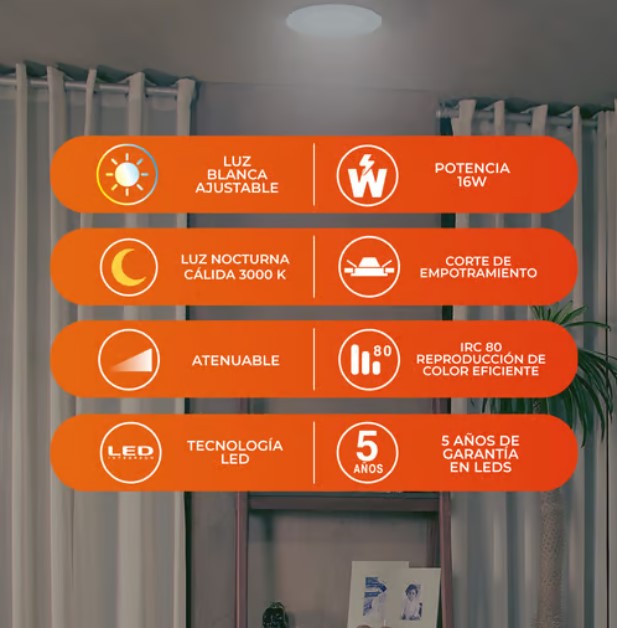 LUZ
BLANCA
AJUSTABLE
W
POTENCIA
16W
LUZ NOCTURNA
CÁLIDA 3000 K
CORTE DE
EMPOTRAMIENTO
ATENUABLE
80
IRC 80
REPRODUCCIÓN DE
COLOR EFICIENTE
LED
TECNOLOGÍA
LED
5
AÑOS
5 AÑOS DE
GARANTÍA
EN LEDS